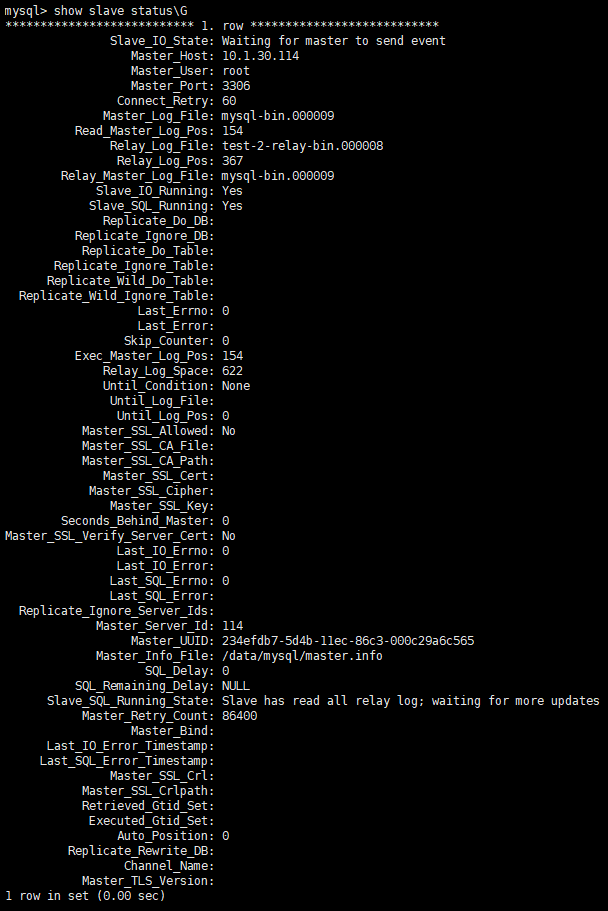 mysql> show slave status\G
*************************** 1. row ***************************
Slave_IO_State: Waiting for master to send event
Master_Host: 10.1.30.114
Master_User: root
Master_Port: 3306
Connect_Retry: 60
Master_Log_File: mysql-bin.000009
Read_Master_Log_Pos: 154
Relay_Log_File: test-2-relay-bin.000008
Relay_Log_Pos: 367
Relay_Master_Log_File: mysql-bin.000009
Slave_IO_Running: Yes
Slave_SQL_Running: Yes
Replicate_Do_DB:
Replicate_Ignore_DB:
Replicate_Do_Table:
Replicate_Ignore_Table:
Replicate_Wild_Do_Table:
Replicate_Wild_Ignore_Table:
Last_Errno: 0
Last_Error:
Skip_Counter: 0
Exec_Master_Log_Pos: 154
Relay_Log_Space: 622
Until_Condition: None
Until_Log_File:
Until_Log_Pos: 0
Master_SSL_Allowed: No
Master_SSL_CA_File:
Master_SSL_CA_Path:
Master_SSL_Cert:
Master_SSL_Cipher:
Master_SSL_Key:
Seconds_Behind_Master: 0
Master_SSL_Verify_Server_Cert: No
Last_IO_Errno: 0
Last_IO_Error:
Last_SQL_Errno: 0
Last_SQL_Error:
Replicate_Ignore_Server_Ids:
Master_Server_Id: 114
Master_UUID: 234efdb7-5d4b-11ec-86c3-000c29a6c565
Master_Info_File: /data/mysql/master.info
SQL_Delay: 0
SQL_Remaining_Delay: NULL
Slave_SQL_Running_State: Slave has read all relay log; waiting for more updates
Master_Retry_Count: 86400
Master_Bind:
Last_IO_Error_Timestamp:
Last_SQL_Error_Timestamp:
Master_SSL_Crl:
Master_SSL_Crlpath:
Retrieved_Gtid_Set:
Executed_Gtid_Set:
Auto_Position: 0
Replicate_Rewrite_DB:
Channel_Name:
Master_TLS_Version:
1 row in set (0.00 sec)